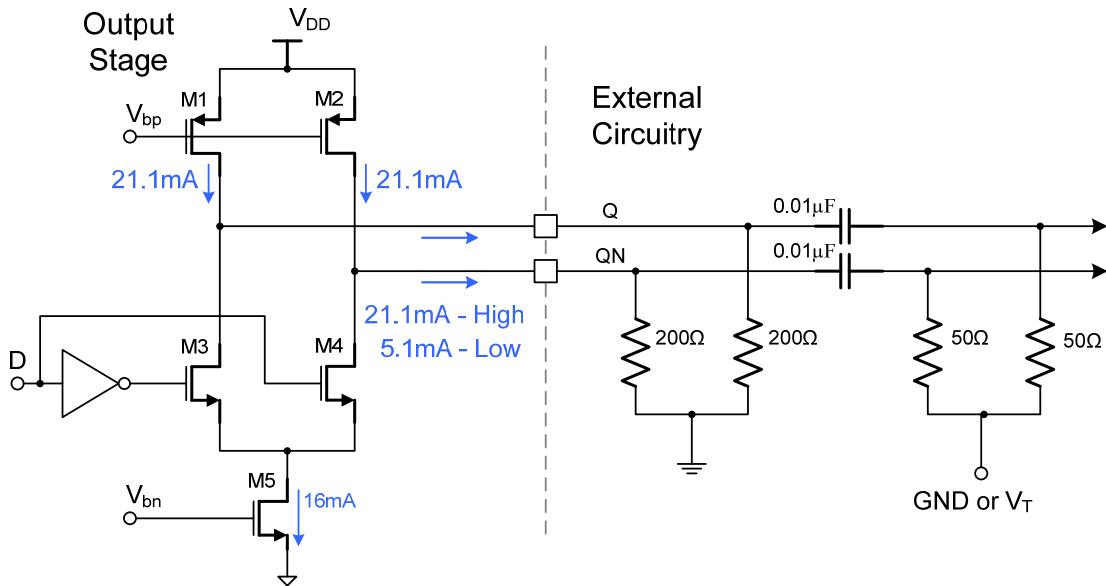 Output
Stage
VDD
M1
M2
Vbp
21.1mA
21.1mA
External
Circuitry
Q
0.01µF
QN
0.01µF
21.1mA - High
5.1mA - Low
200Ω
200Ω
50Ω
50Ω
D
M3
M4
M5
Vbn
16mA
GND or VT